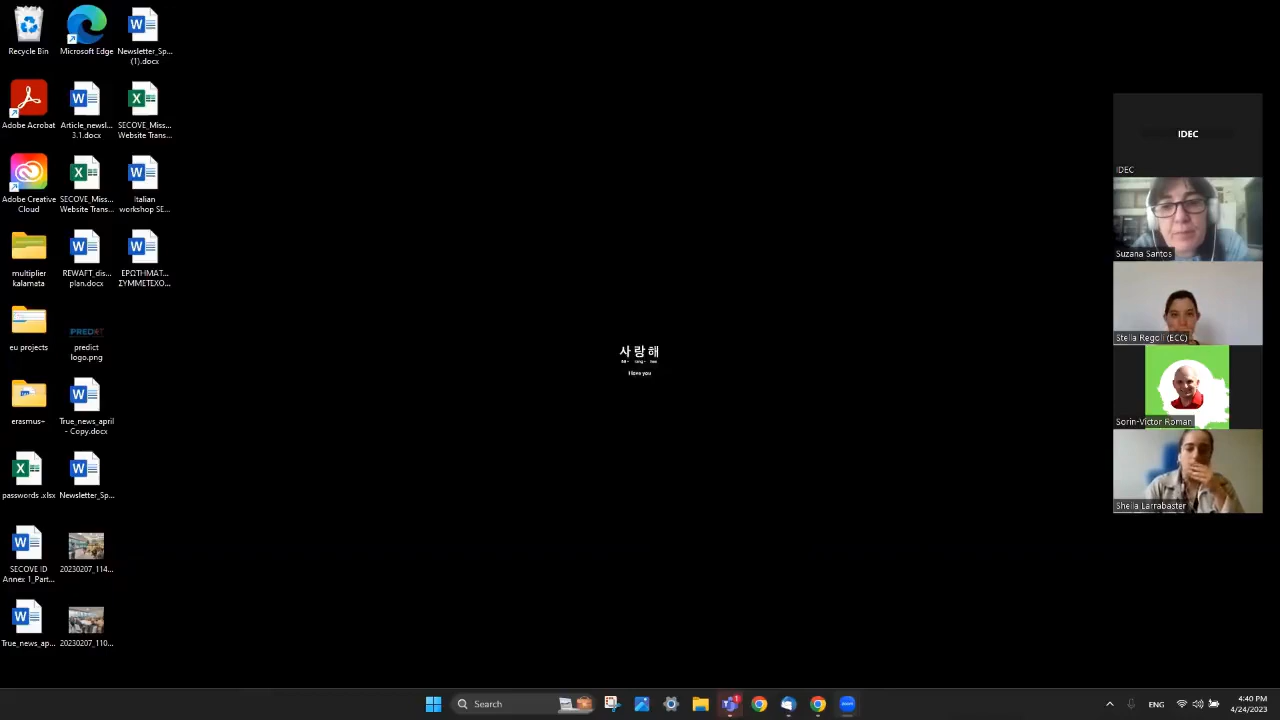 Recycle Bin
Microsoft Edge
Newsletter_Sp...
(1).docx
Adobe Acrobat
Article_newsl...
3.1.docx
SECOVE_Miss...
Website Trans...
Adobe Creative
Cloud
SECOVE_Miss...
Website Trans...
Italian
workshop SE...
multiplier
kalamata
REWAFT_dis...
plan.docx
ΕΡΩΤΗΜΑΤ...
ΣΥΜΜΕΤΕΧΟ...
eu projects
predict
logo.png
erasmus+
True_news_april
- Copy.docx
passwords .xlsx
Newsletter_Sp...
SECOVE ID
Annex 1_Part...
20230207_114...
True_news_ap...
20230207_110...
사랑해
I love you
IDEC
IDEC
Suzana Santos
Stella Regoli (ECC)
Sorin-Victor Roman
Sheila Larrabaster
Search
ENG
4:40 PM
4/24/2023